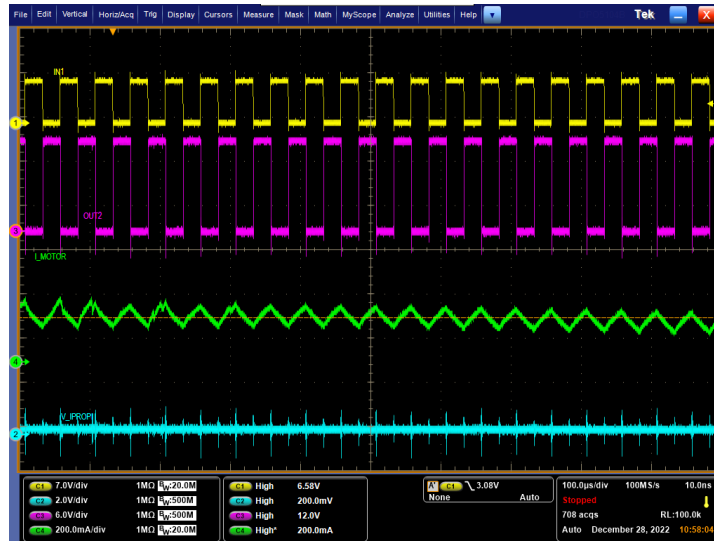 File Edit Vertical Horiz/Acq Trig Display Cursors Measure Mask Math MyScope Analyze Utilities Help Tek X
IN1
1
OUT2
3
I_MOTOR
4
V_IPROPI
2
C1 7.0V/div 1MΩ BW:20.0M
C2 2.0V/div 1MΩ BW:500M
C3 6.0V/div 1MΩ BW:500M
C4 200.0mA/div 1MΩ BW:20.0M
C1 High 6.58V
C2 High 200.0mV
C3 High 12.0V
C4 High* 200.0mA
A' C1 3.08V
None Auto
100.0µs/div 100MS/s 10.0ns
Stopped
708 acqs RL:100.0k
Auto December 28, 2022 10:58:04